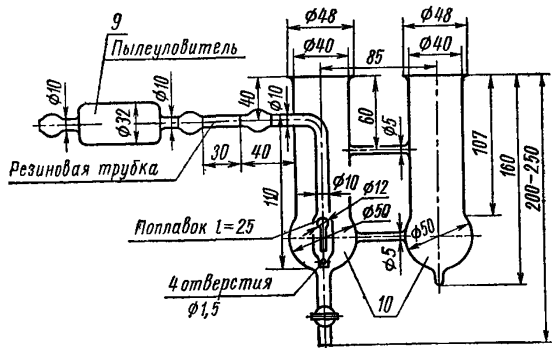 9
Пылеуловитель
Ø10
Ø32
Ø10
Резиновая трубка
30
40
40
Ø10
Ø48
Ø40
85
Ø48
Ø40
60
Ø5
107
160
200-250
110
Ø10
Ø12
Ø50
Поплавок l=25
Ø5
Ø50
4 отверстия
Ø1,5
10